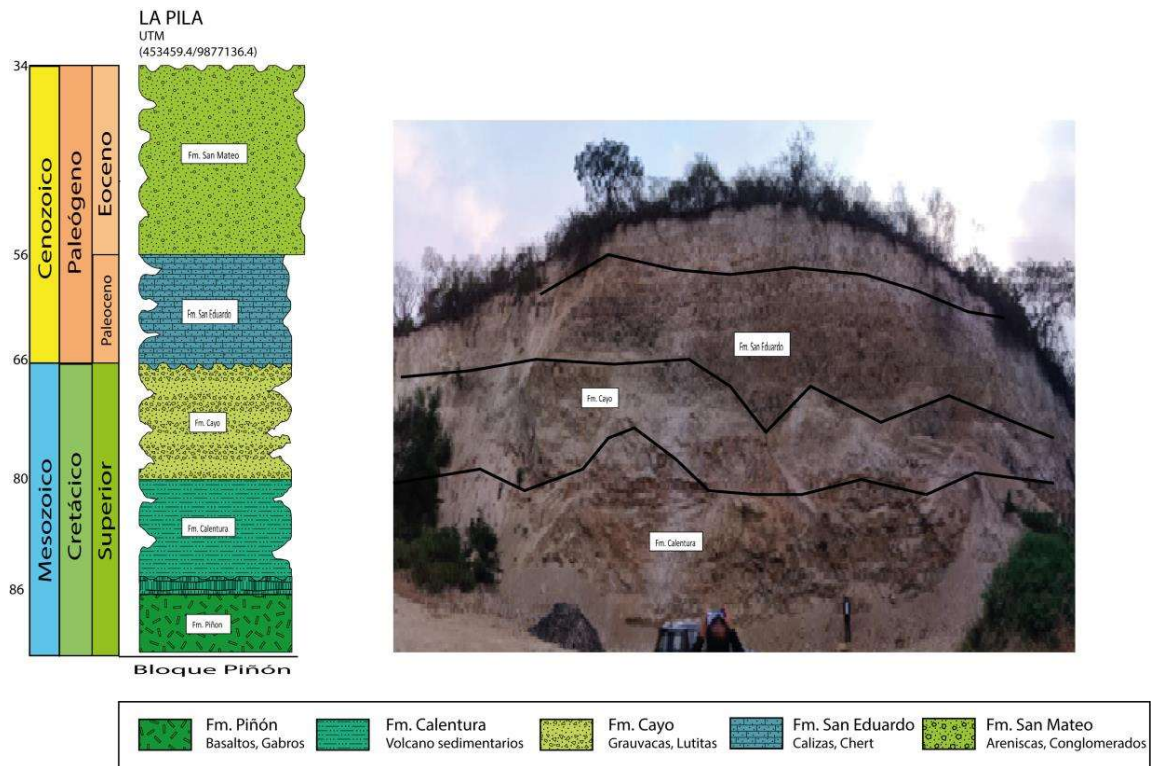 LA PILA
UTM
(453459.4/9877136.4)
34
56
66
80
86
Cenozoico
Mesozoico
Paleógeno
Cretácico
Eoceno
Paleoceno
Superior
Fm. San Mateo
Fm. San Eduardo
Fm. Cayo
Fm. Calentura
Fm. Piñon
Bloque Piñón
Fm. San Eduardo
Fm. Cayo
Fm. Calentura
Fm. Piñón
Basaltos, Gabros
Fm. Calentura
Volcano sedimentarios
Fm. Cayo
Grauvacas, Lutitas
Fm. San Eduardo
Calizas, Chert
Fm. San Mateo
Areniscas, Conglomerados